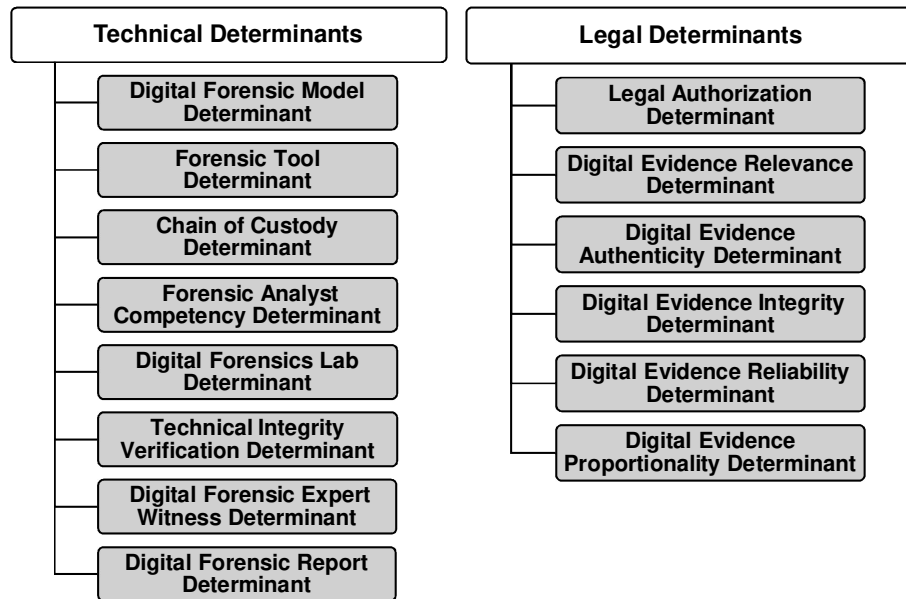 Technical Determinants
Digital Forensic Model
Determinant
Forensic Tool
Determinant
Chain of Custody
Determinant
Forensic Analyst
Competency Determinant
Digital Forensics Lab
Determinant
Technical Integrity
Verification Determinant
Digital Forensic Expert
Witness Determinant
Digital Forensic Report
Determinant
Legal Determinants
Legal Authorization
Determinant
Digital Evidence Relevance
Determinant
Digital Evidence
Authenticity Determinant
Digital Evidence Integrity
Determinant
Digital Evidence Reliability
Determinant
Digital Evidence
Proportionality Determinant